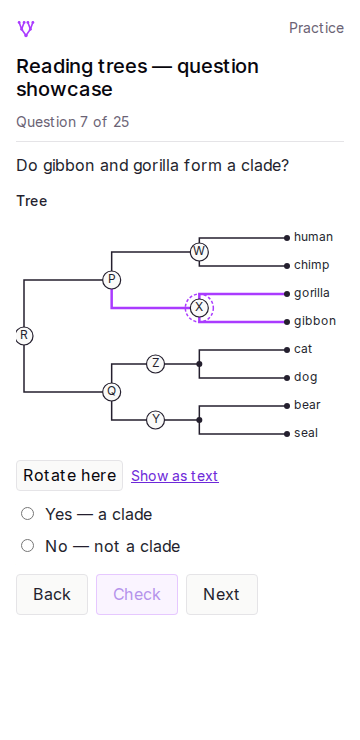 Practice
Reading trees — question
showcase
Question 7 of 25
Do gibbon and gorilla form a clade?
Tree
human
W
chimp
P
gorilla
X
gibbon
R
cat
Z
dog
Q
bear
Y
seal
Rotate here Show as text
Yes — a clade
No — not a clade
Back Check Next